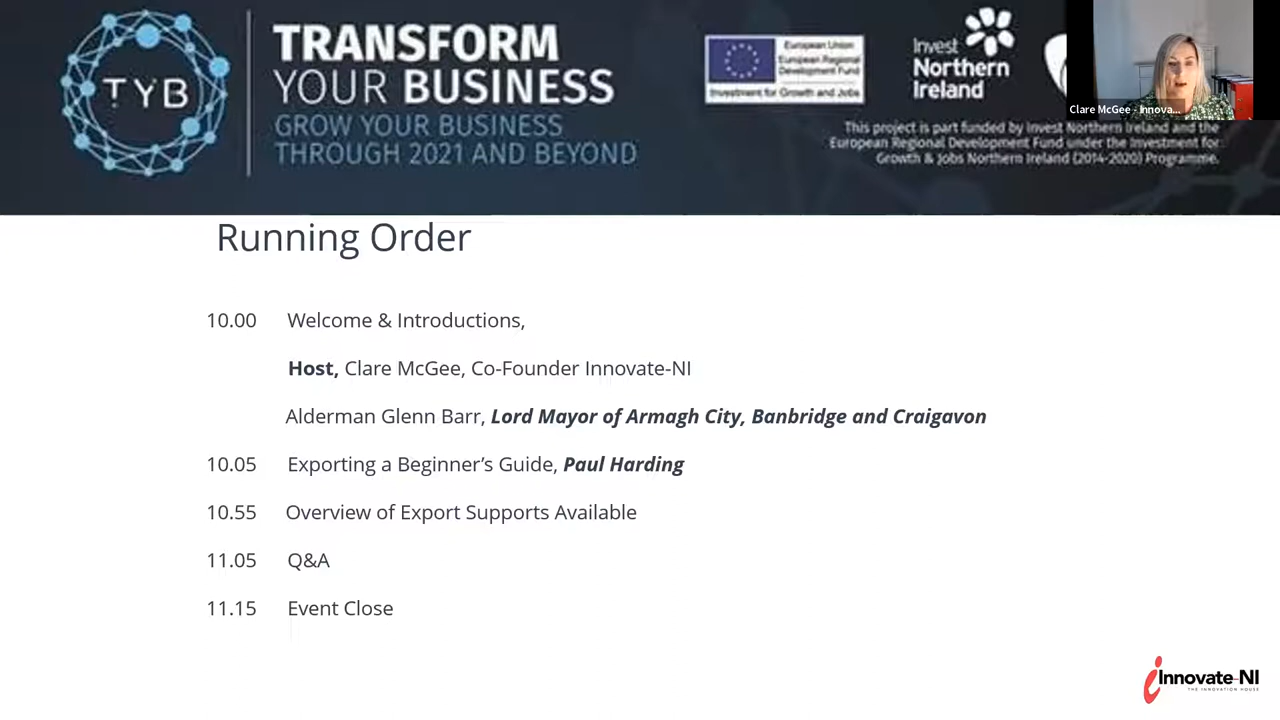 TYB
TRANSFORM
YOUR BUSINESS
GROW YOUR BUSINESS
THROUGH 2021 AND BEYOND
European Union
European Regional
Development Fund
Investment for Growth and Jobs
Invest
Northern
Ireland
Clare McGee - Innova...
This project is part funded by Invest Northern Ireland and the
European Regional Development Fund under the Investment for
Growth & Jobs Northern Ireland (2014-2020) Programme.
Running Order
10.00 Welcome & Introductions,
Host, Clare McGee, Co-Founder Innovate-NI
Alderman Glenn Barr, Lord Mayor of Armagh City, Banbridge and Craigavon
10.05 Exporting a Beginner’s Guide, Paul Harding
10.55 Overview of Export Supports Available
11.05 Q&A
11.15 Event Close
innovate-NI
THE INNOVATION HOUSE